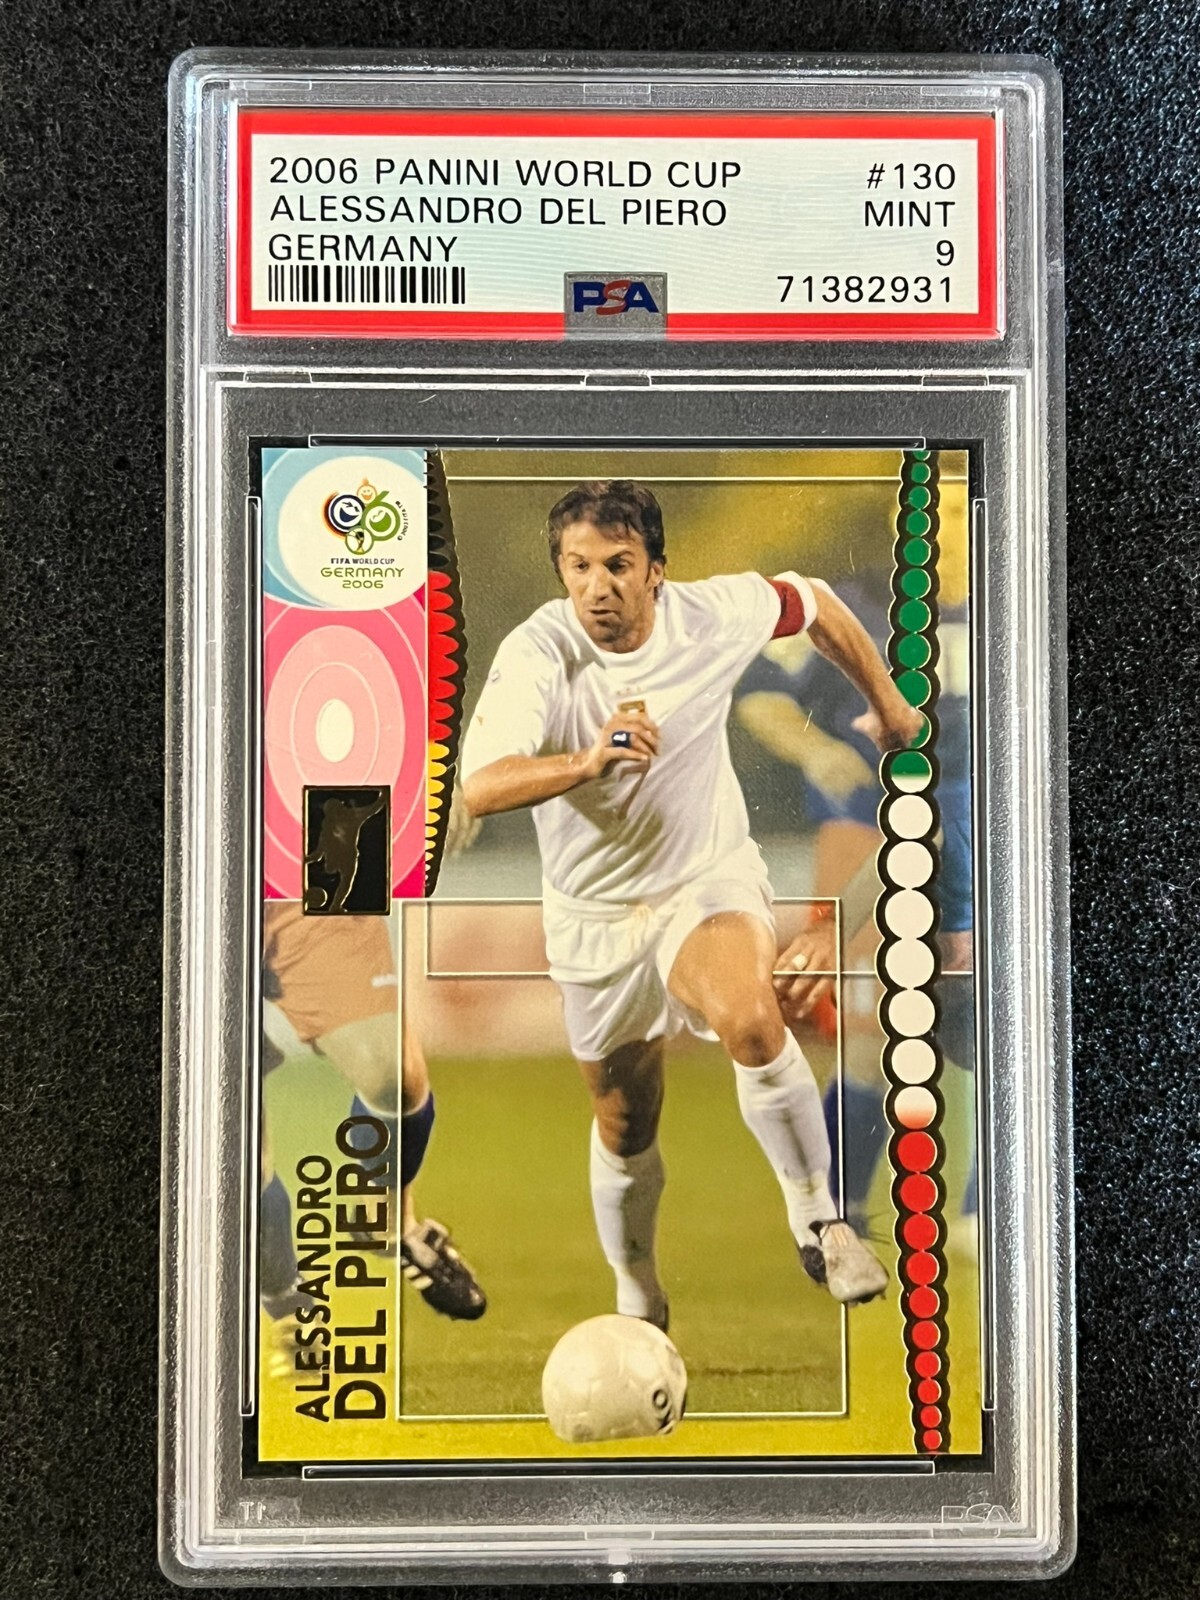 2006 PANINI WORLD CUP #130
ALESSANDRO DEL PIERO MINT
GERMANY 9
71382931
PSA
FIFA WORLD CUP
GERMANY
2006
ALESSANDRO
DEL PIERO
PSA